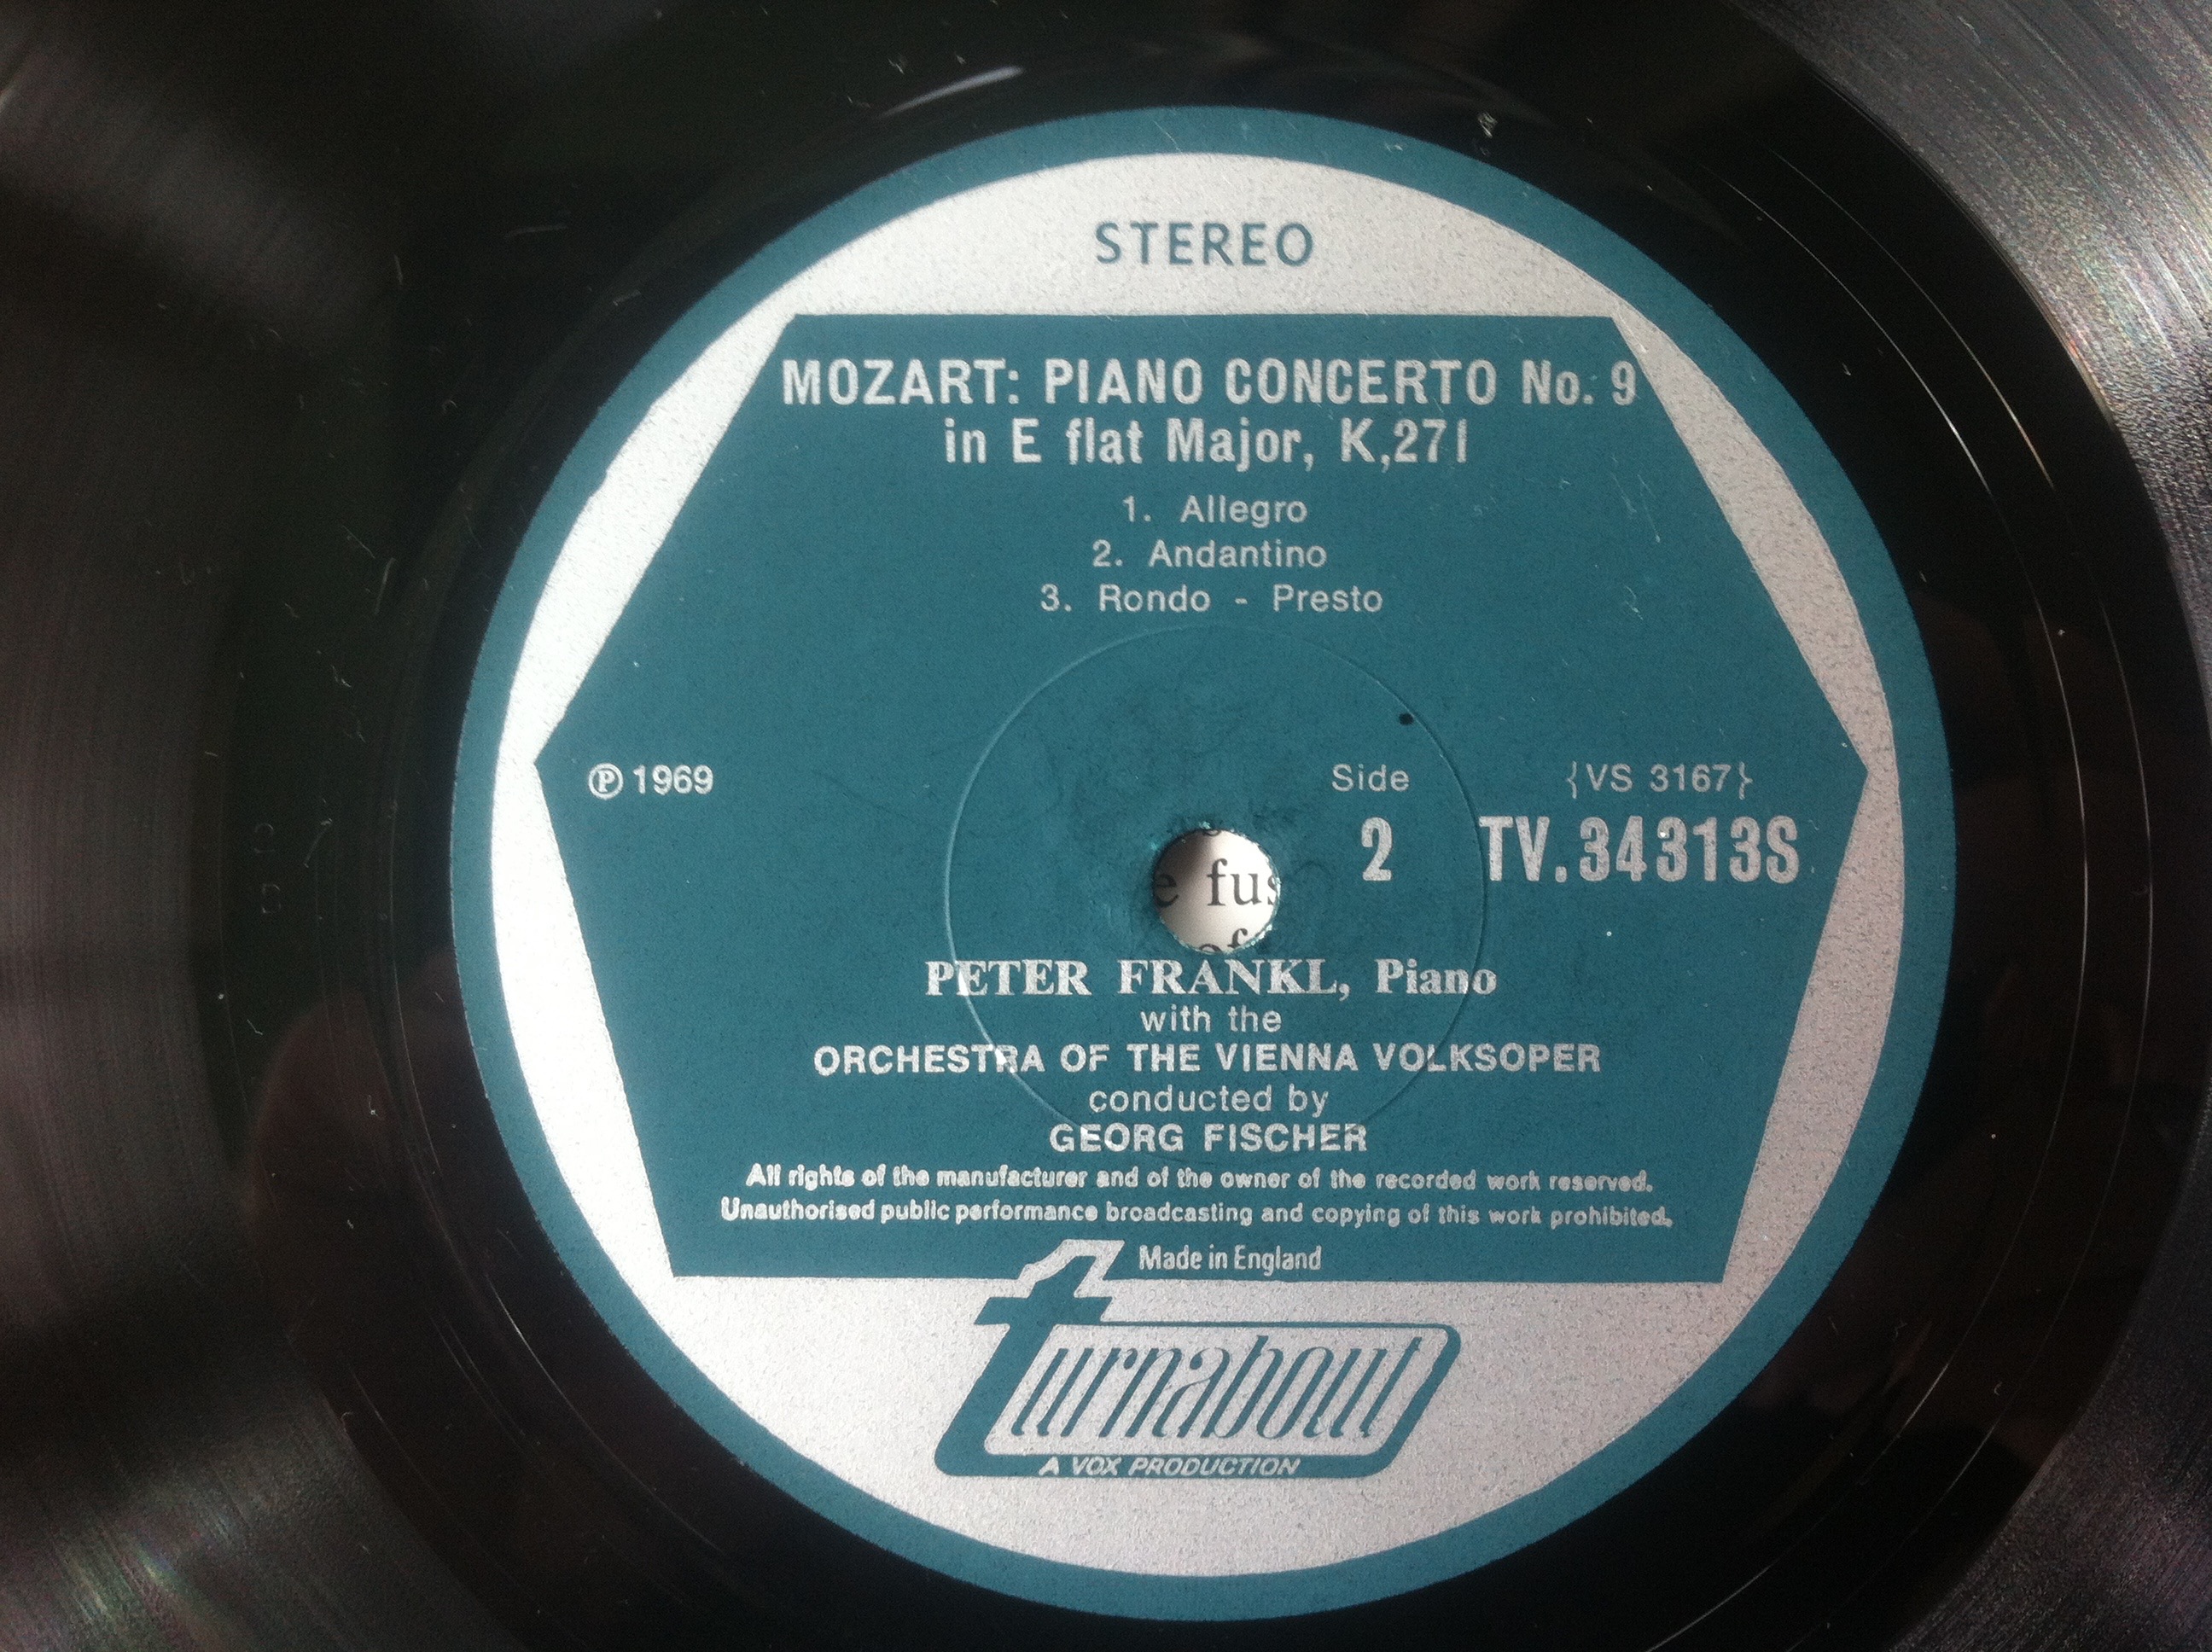 STEREO
MOZART: PIANO CONCERTO No. 9
in E flat Major, K,271
1. Allegro
2. Andantino
3. Rondo - Presto
℗ 1969
Side
{VS 3167}
2
TV.34313S
e fus
PETER FRANKL, Piano
with the
ORCHESTRA OF THE VIENNA VOLKSOPER
conducted by
GEORG FISCHER
All rights of the manufacturer and of the owner of the recorded work reserved.
Unauthorised public performance broadcasting and copying of this work prohibited.
Made in England
turnabout
A VOX PRODUCTION